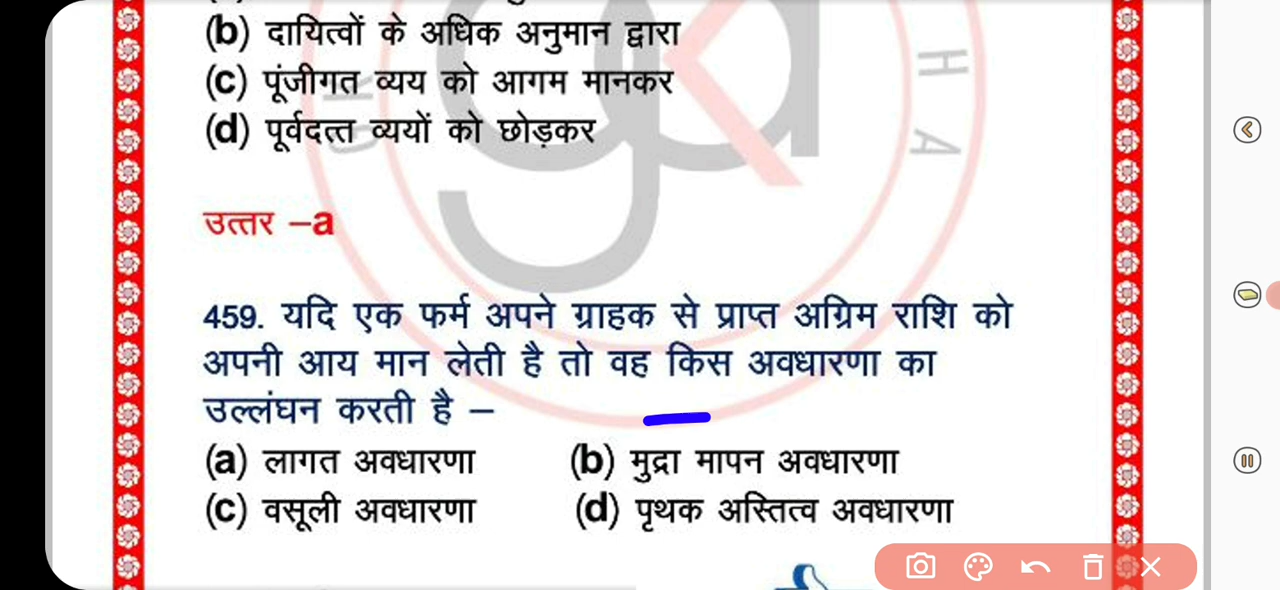 (b) दायित्वों के अधिक अनुमान द्वारा
(c) पूंजीगत व्यय को आगम मानकर
(d) पूर्वदत्त व्ययों को छोड़कर
उत्तर –a
459. यदि एक फर्म अपने ग्राहक से प्राप्त अग्रिम राशि को
अपनी आय मान लेती है तो वह किस अवधारणा का
उल्लंघन करती है –
(a) लागत अवधारणा (b) मुद्रा मापन अवधारणा
(c) वसूली अवधारणा (d) पृथक अस्तित्व अवधारणा